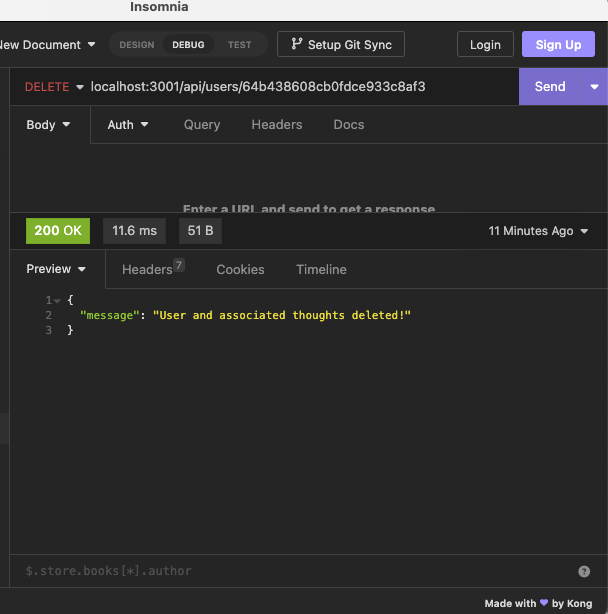 Insomnia
New Document DESIGN DEBUG TEST Setup Git Sync Login Sign Up
DELETE localhost:3001/api/users/64b438608cb0fdce933c8af3 Send
Body Auth Query Headers Docs
Enter a URL and send to get a response
200 OK 11.6 ms 51 B 11 Minutes Ago
Preview Headers 7 Cookies Timeline
1 {
2 "message": "User and associated thoughts deleted!"
3 }
$.store.books[*].author ?
Made with 💜 by Kong